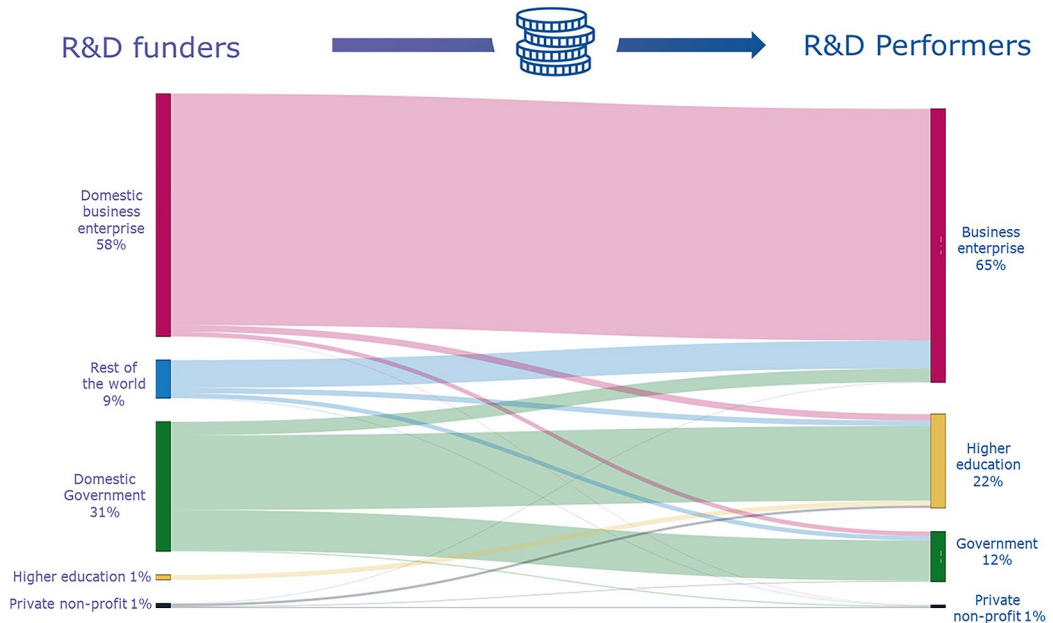 R&D funders
R&D Performers
Domestic
business
enterprise
58%
Rest of
the world
9%
Domestic
Government
31%
Higher education 1%
Private non-profit 1%
Business
enterprise
65%
Higher
education
22%
Government
12%
Private
non-profit 1%